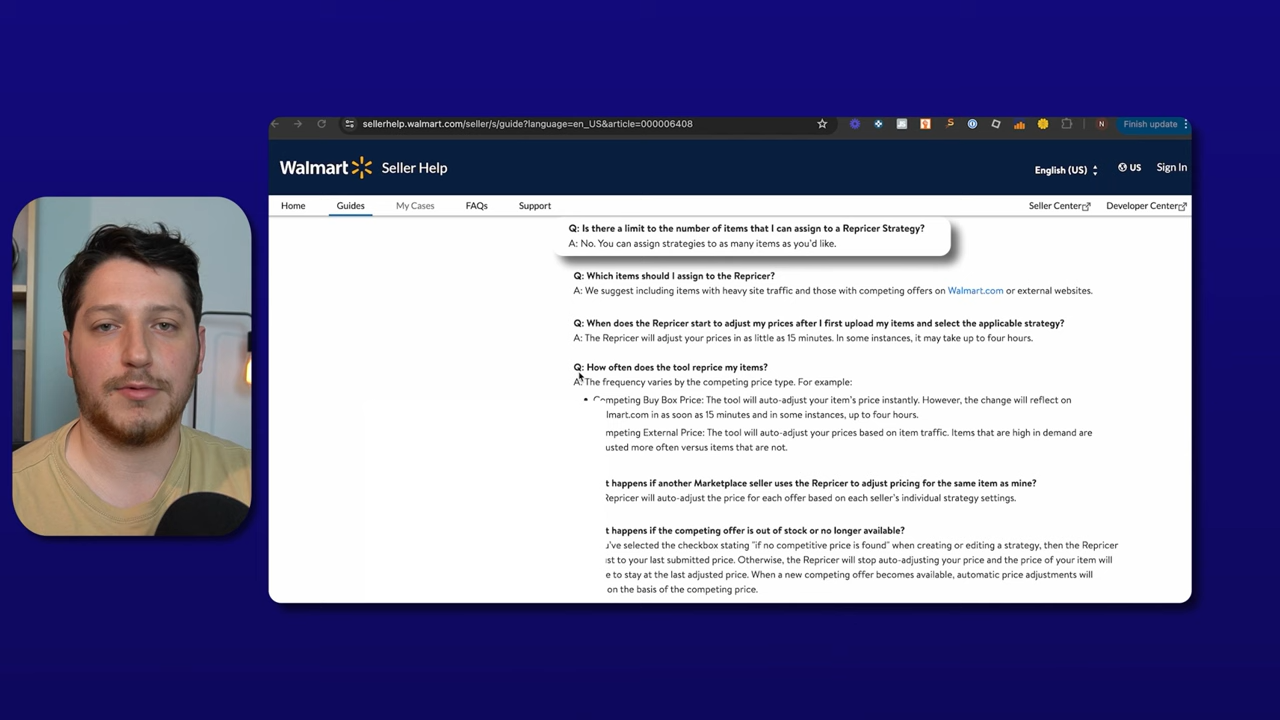 sellerhelp.walmart.com/seller/s/guide?language=en_US&article=000006408
N
Finish update
Walmart Seller Help
English (US)
US
Sign In
Home
Guides
My Cases
FAQs
Support
Seller Center
Developer Center
Q: Is there a limit to the number of items that I can assign to a Repricer Strategy?
A: No. You can assign strategies to as many items as you'd like.
Q: Which items should I assign to the Repricer?
A: We suggest including items with heavy site traffic and those with competing offers on Walmart.com or external websites.
Q: When does the Repricer start to adjust my prices after I first upload my items and select the applicable strategy?
A: The Repricer will adjust your prices in as little as 15 minutes. In some instances, it may take up to four hours.
Q: How often does the tool reprice my items?
A: The frequency varies by the competing price type. For example:
• Competing Buy Box Price: The tool will auto-adjust your item's price instantly. However, the change will reflect on
lmart.com in as soon as 15 minutes and in some instances, up to four hours.
mpeting External Price: The tool will auto-adjust your prices based on item traffic. Items that are high in demand are
usted more often versus items that are not.
t happens if another Marketplace seller uses the Repricer to adjust pricing for the same item as mine?
Repricer will auto-adjust the price for each offer based on each seller's individual strategy settings.
t happens if the competing offer is out of stock or no longer available?
u've selected the checkbox stating "if no competitive price is found" when creating or editing a strategy, then the Repricer
st to your last submitted price. Otherwise, the Repricer will stop auto-adjusting your price and the price of your item will
e to stay at the last adjusted price. When a new competing offer becomes available, automatic price adjustments will
on the basis of the competing price.